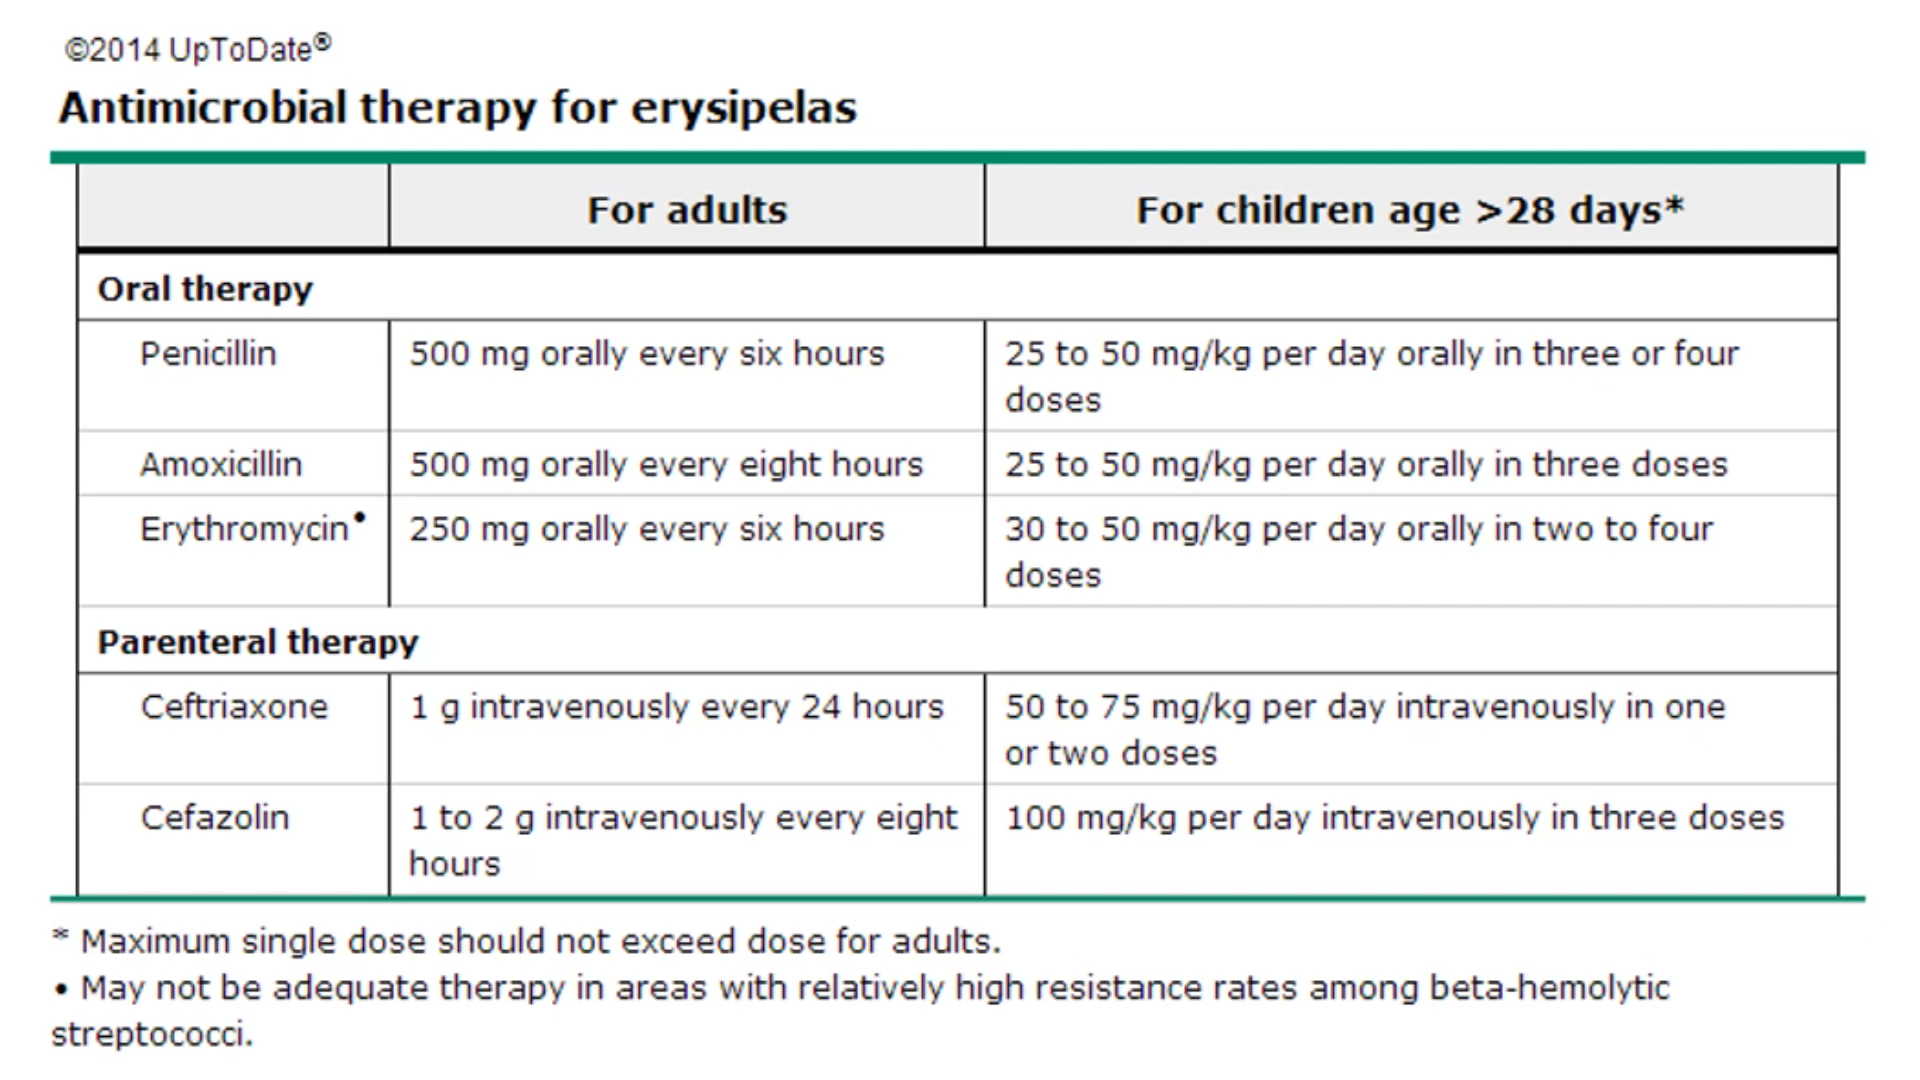 ©2014 UpToDate®
Antimicrobial therapy for erysipelas
For adults
For children age >28 days*
Oral therapy
Penicillin
500 mg orally every six hours
25 to 50 mg/kg per day orally in three or four
doses
Amoxicillin
500 mg orally every eight hours
25 to 50 mg/kg per day orally in three doses
Erythromycin•
250 mg orally every six hours
30 to 50 mg/kg per day orally in two to four
doses
Parenteral therapy
Ceftriaxone
1 g intravenously every 24 hours
50 to 75 mg/kg per day intravenously in one
or two doses
Cefazolin
1 to 2 g intravenously every eight
hours
100 mg/kg per day intravenously in three doses
* Maximum single dose should not exceed dose for adults.
• May not be adequate therapy in areas with relatively high resistance rates among beta-hemolytic
streptococci.